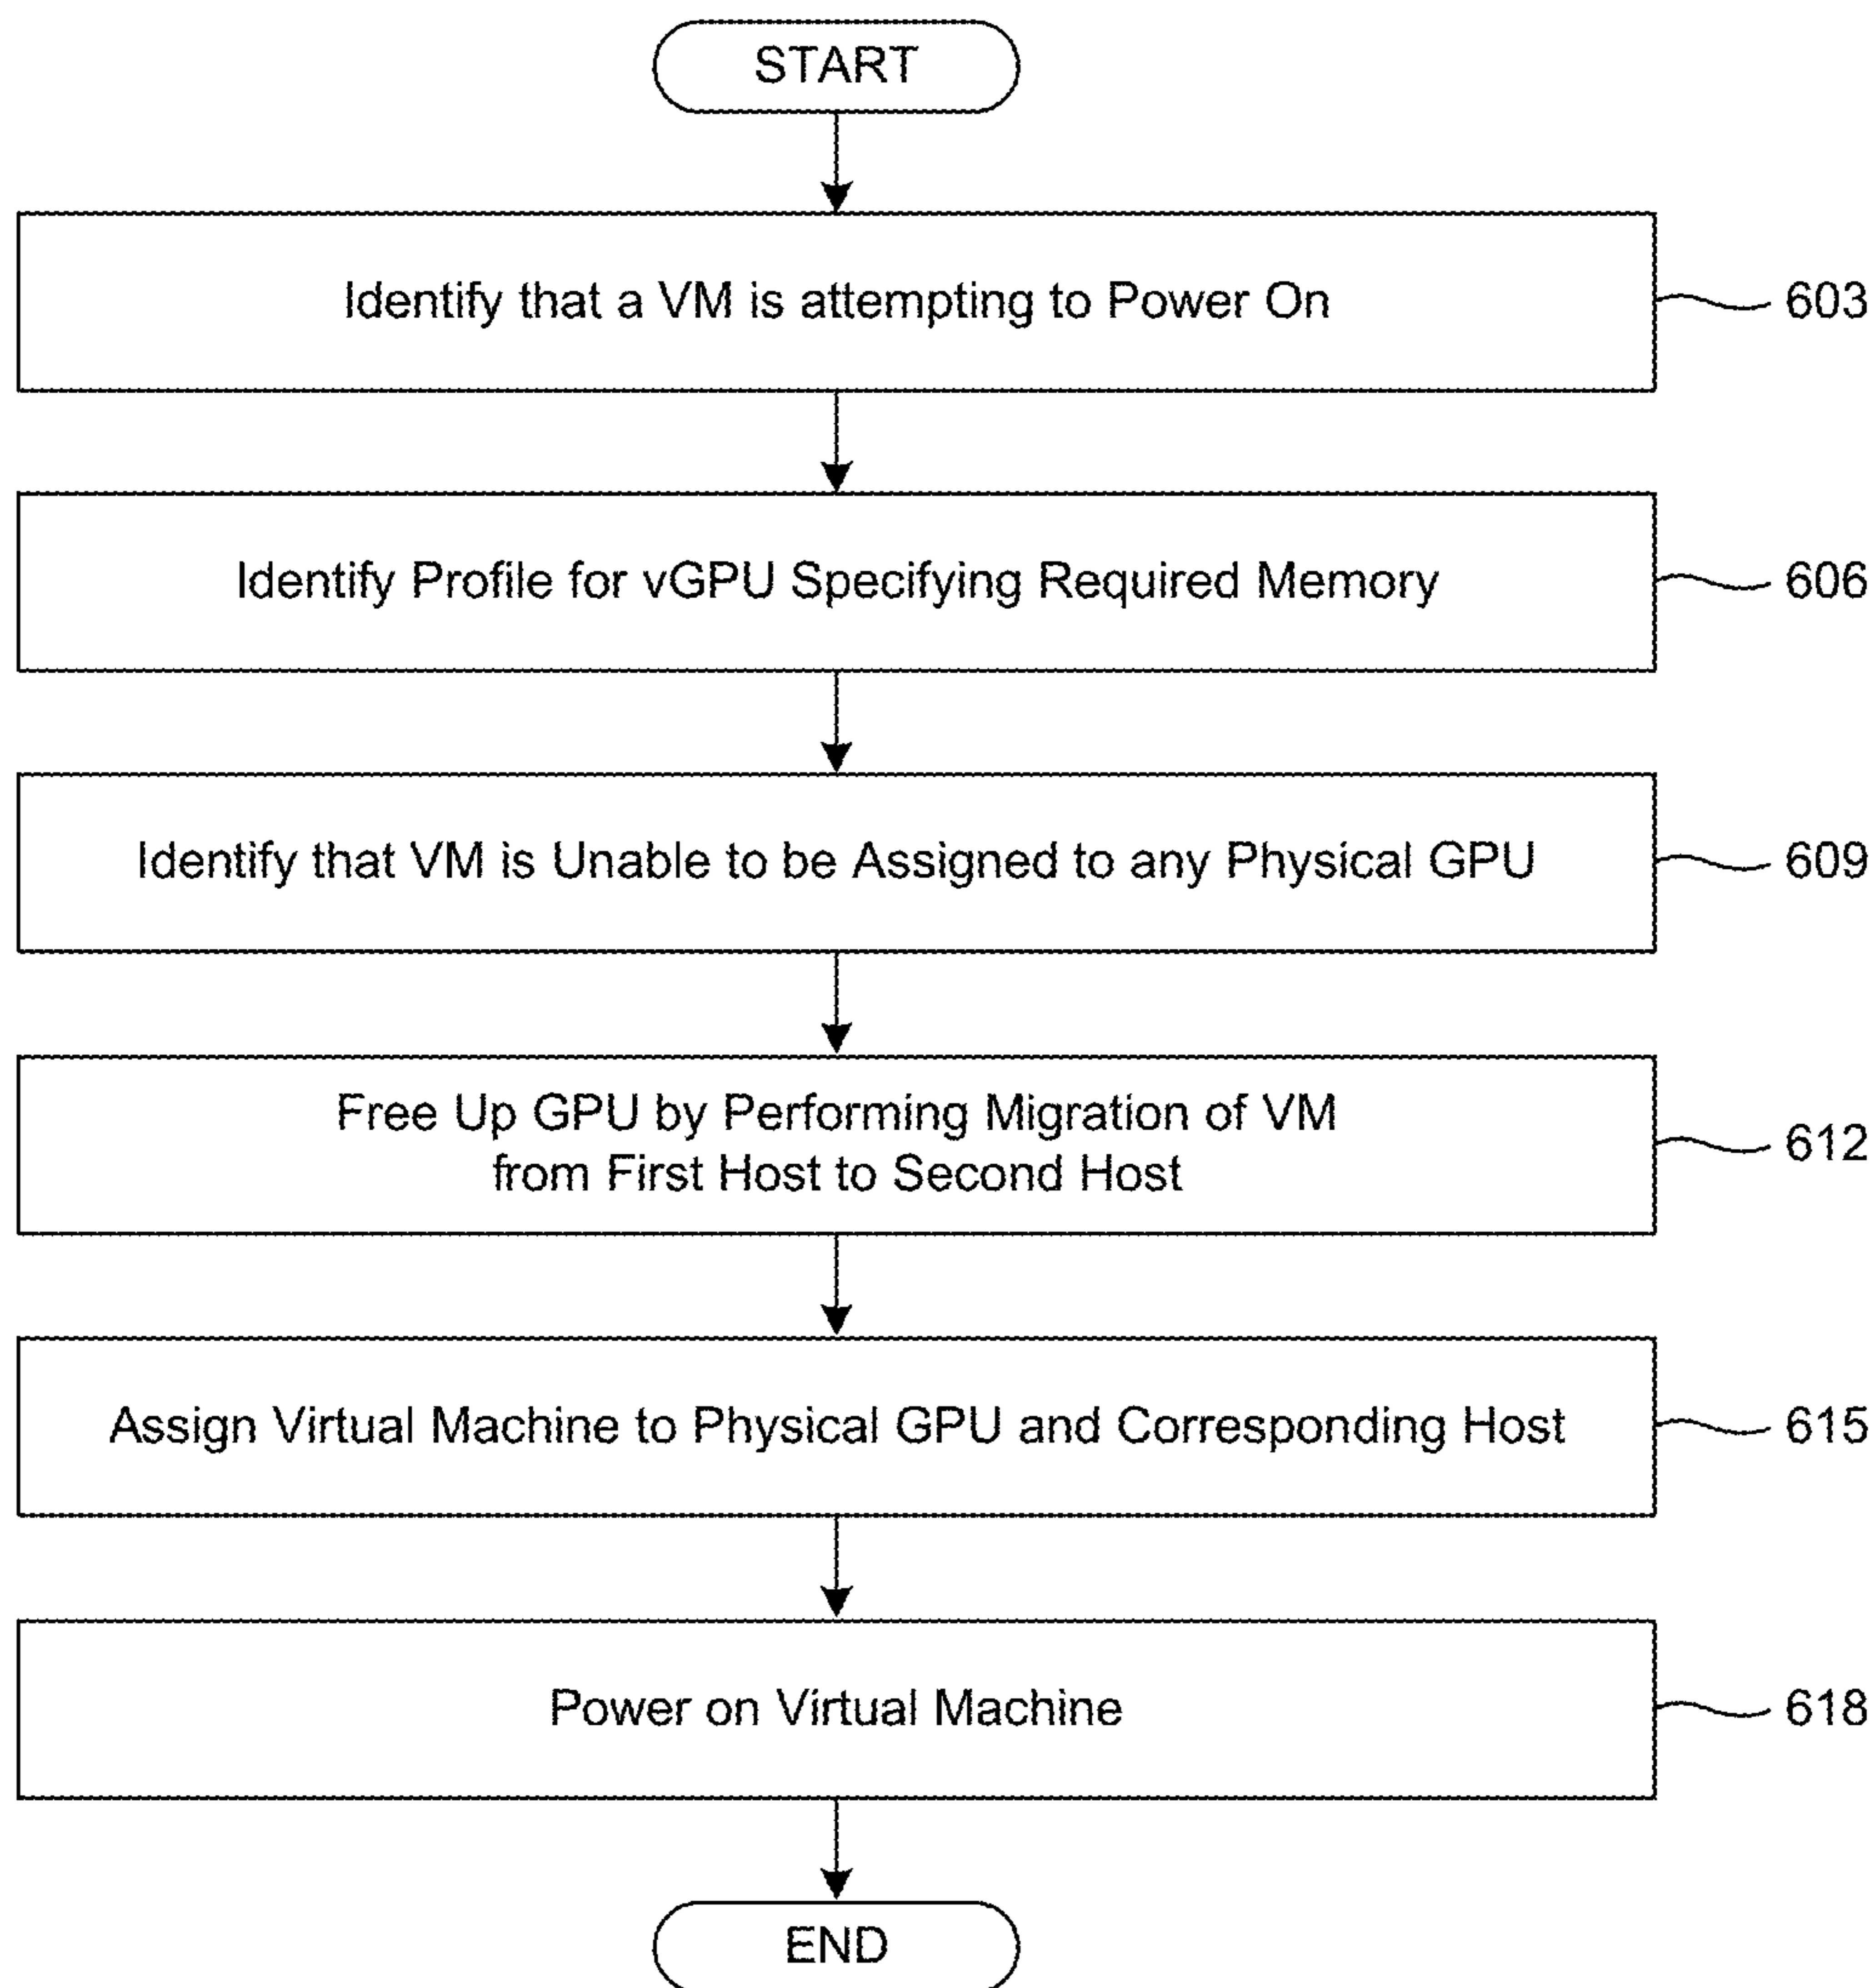 START
Identify that a VM is attempting to Power On
603
Identify Profile for vGPU Specifying Required Memory
606
Identify that VM is Unable to be Assigned to any Physical GPU
609
Free Up GPU by Performing Migration of VM
from First Host to Second Host
612
Assign Virtual Machine to Physical GPU and Corresponding Host
615
Power on Virtual Machine
618
END